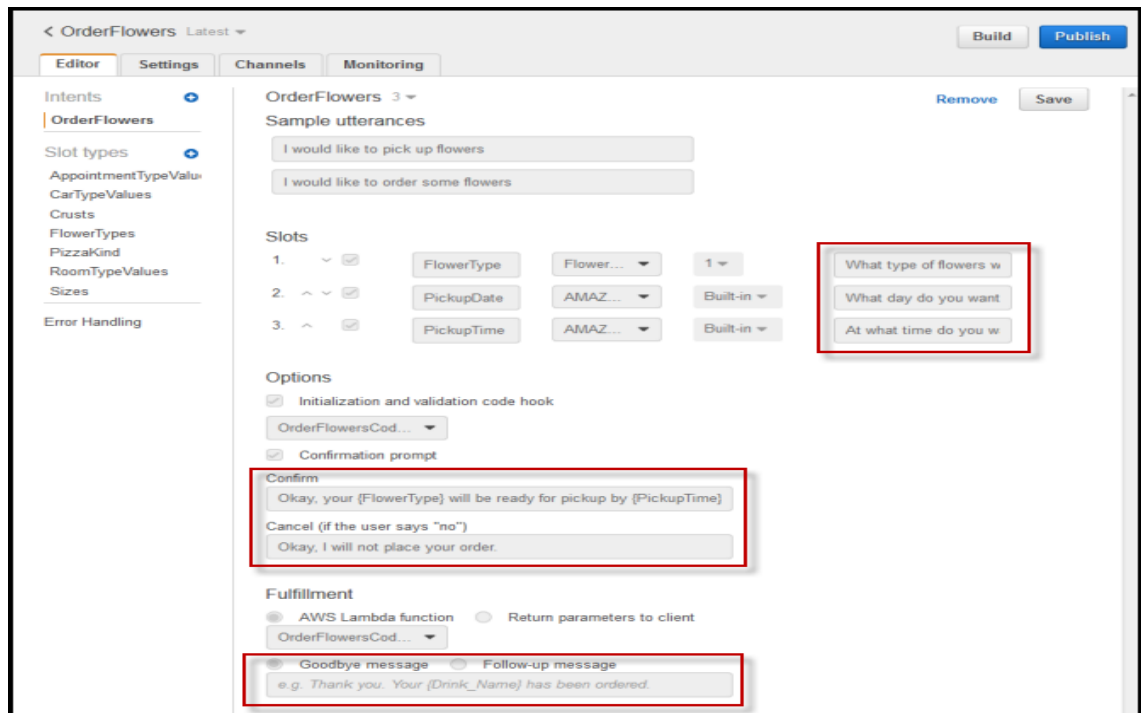 < OrderFlowers Latest
Build Publish
Editor Settings Channels Monitoring
Intents
OrderFlowers
Slot types
AppointmentTypeValu
CarTypeValues
Crusts
FlowerTypes
PizzaKind
RoomTypeValues
Sizes
Error Handling
OrderFlowers 3
Remove Save
Sample utterances
I would like to pick up flowers
I would like to order some flowers
Slots
1. FlowerType Flower... 1 What type of flowers w
2. PickupDate AMAZ... Built-in What day do you want
3. PickupTime AMAZ... Built-in At what time do you w
Options
Initialization and validation code hook
OrderFlowersCod...
Confirmation prompt
Confirm
Okay, your {FlowerType} will be ready for pickup by {PickupTime}
Cancel (if the user says "no")
Okay, I will not place your order.
Fulfillment
AWS Lambda function Return parameters to client
OrderFlowersCod...
Goodbye message Follow-up message
e.g. Thank you. Your {Drink_Name} has been ordered.